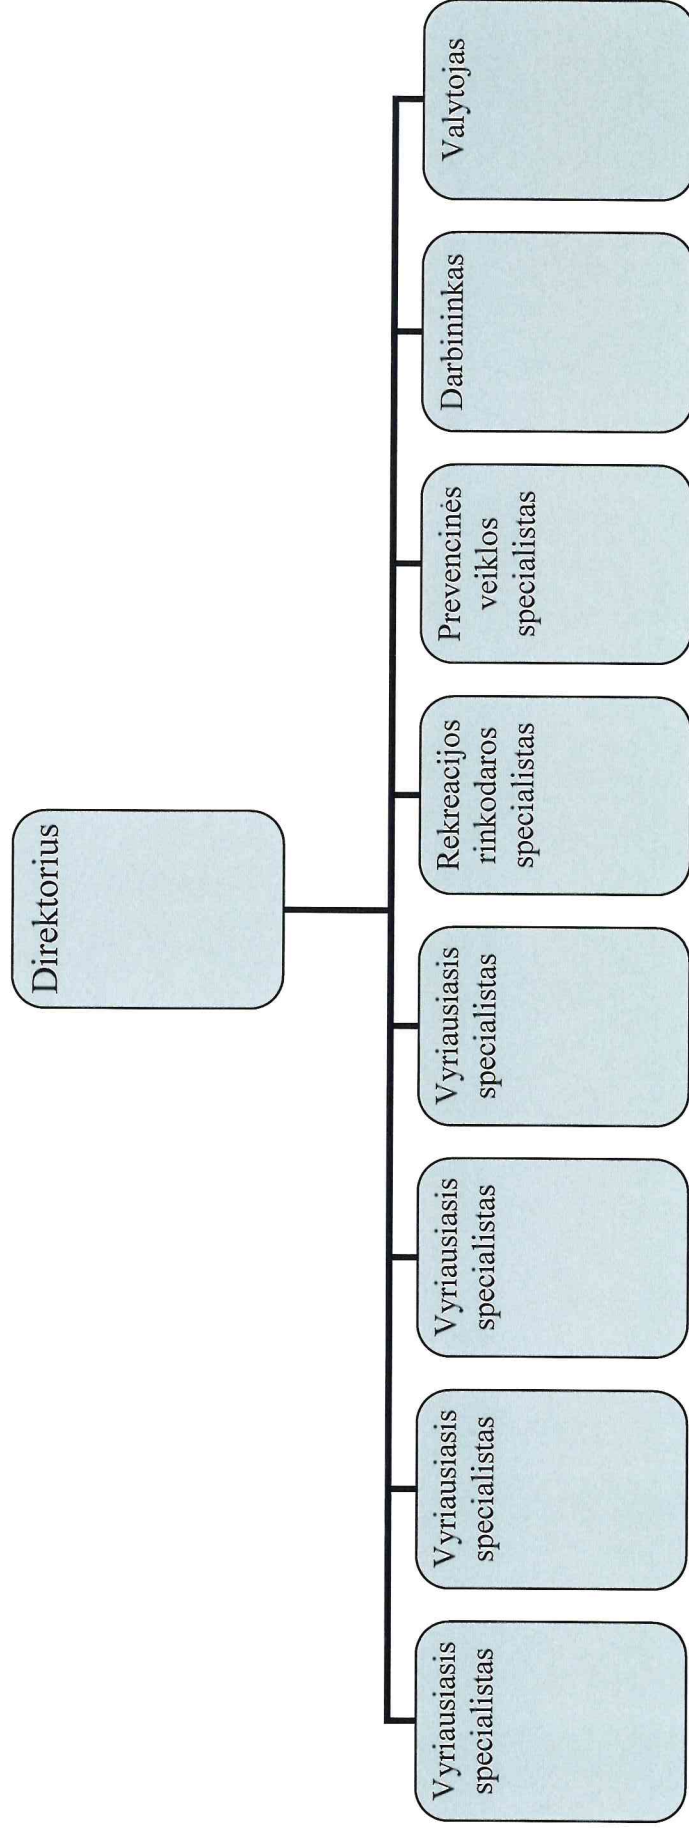 Direktorius
Vyriausiasis
specialistas
Vyriausiasis
specialistas
Vyriausiasis
specialistas
Vyriausiasis
specialistas
Rekreacijos
rinkodaros
specialistas
Prevencinės
veiklos
specialistas
Darbininkas
Valytojas